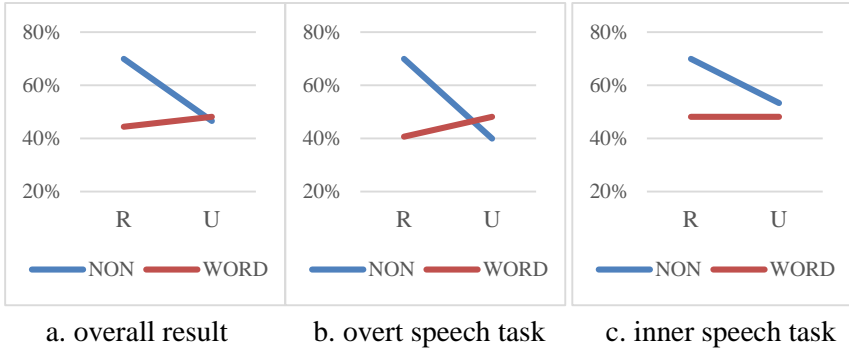 80%
60%
40%
20%
R U
NON WORD
80%
60%
40%
20%
R U
NON WORD
80%
60%
40%
20%
R U
NON WORD
a. overall result
b. overt speech task
c. inner speech task